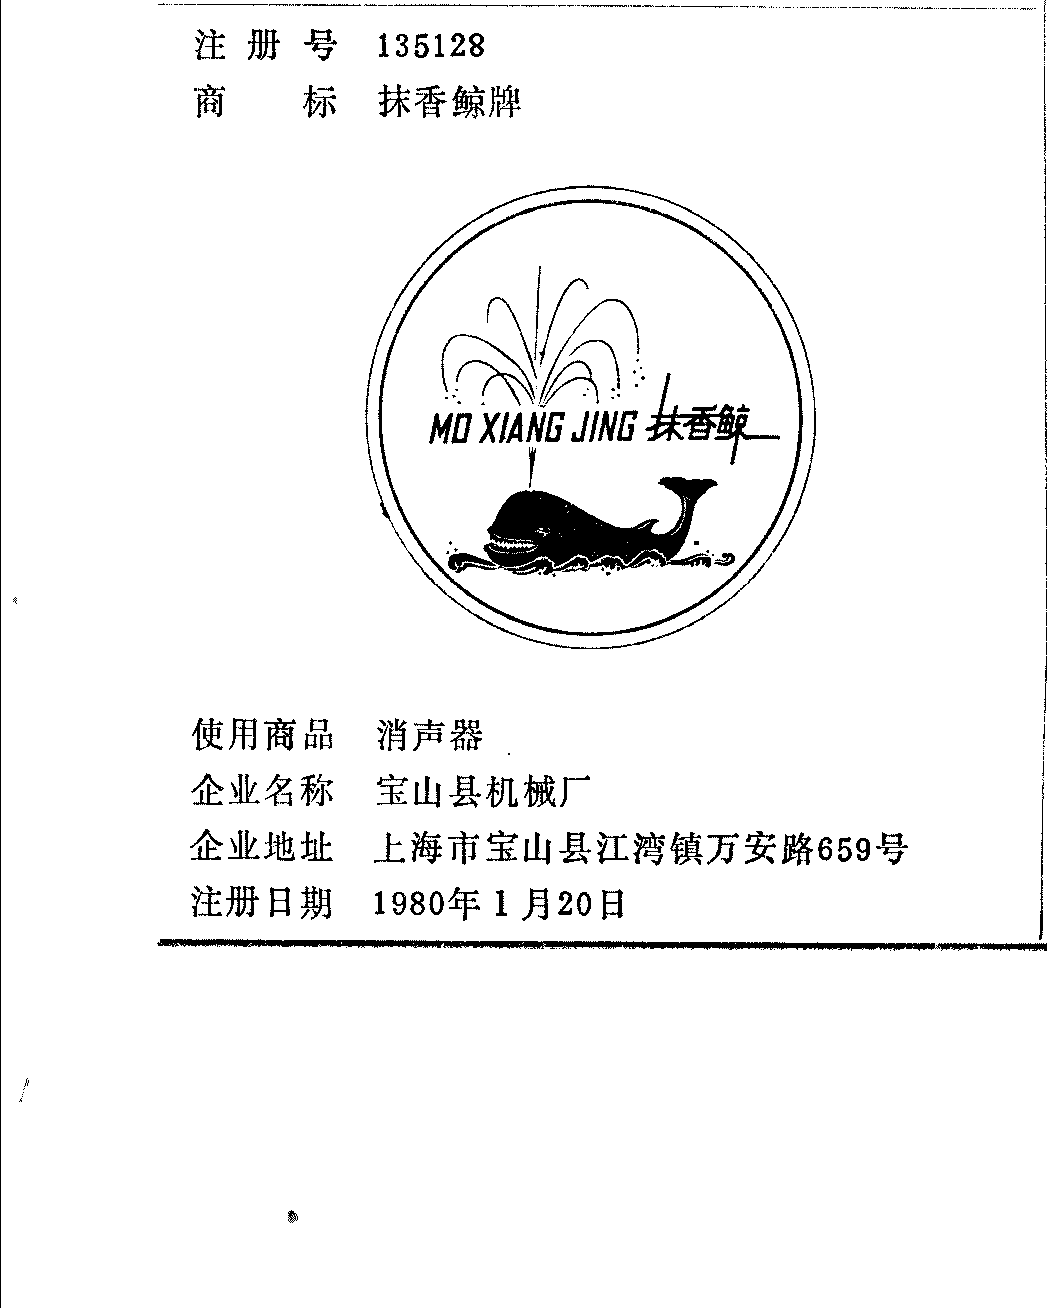 注册号 135128
商标 抹香鲸牌
MO XIANG JING 抹香鲸
使用商品 消声器
企业名称 宝山县机械厂
企业地址 上海市宝山县江湾镇万安路659号
注册日期 1980年1月20日